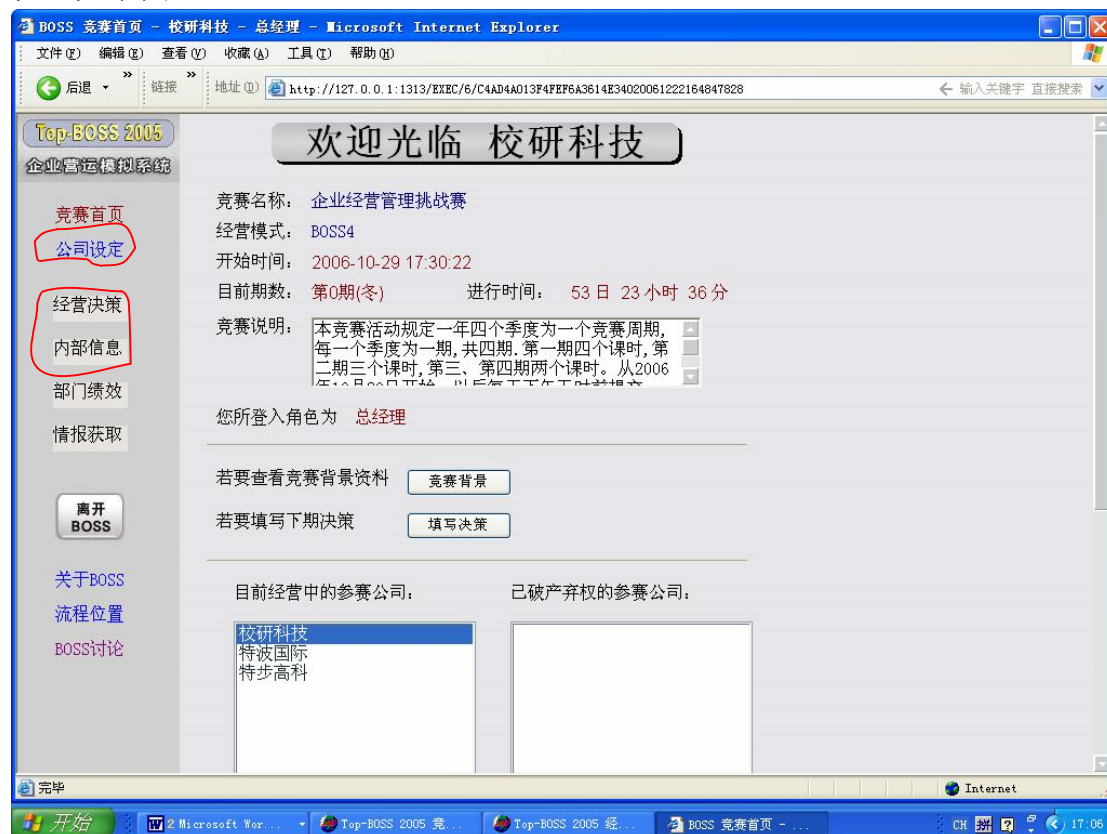 BOSS 竞赛首页 - 校研科技 - 总经理 - Microsoft Internet Explorer
文件(F) 编辑(E) 查看(V) 收藏(A) 工具(T) 帮助(H)
后退 » 链接 » 地址(D) http://127.0.0.1:1313/EXEC/6/C4AD4A013F4FEF6A3614E34020061222164847828 输入关键字 直接搜索
Top-BOSS 2005
企业营运模拟系统
竞赛首页
公司设定
经营决策
内部信息
部门绩效
情报获取
离开
BOSS
关于BOSS
流程位置
BOSS讨论
欢迎光临 校研科技
竞赛名称: 企业经营管理挑战赛
经营模式: BOSS4
开始时间: 2006-10-29 17:30:22
目前期数: 第0期(冬) 进行时间: 53 日 23 小时 36 分
竞赛说明: 本竞赛活动规定一年四个季度为一个竞赛周期,
每一个季度为一期,共四期.第一期四个课时,第
二期三个课时,第三、第四期两个课时。从2006
您所登入角色为 总经理
若要查看竞赛背景资料 竞赛背景
若要填写下期决策 填写决策
目前经营中的参赛公司: 已破产弃权的参赛公司:
校研科技
特波国际
特步高科
完毕 Internet
开始 2 Microsoft Wor... Top-BOSS 2005 竞... Top-BOSS 2005 经... BOSS 竞赛首页 - ... CH 拼 17:06